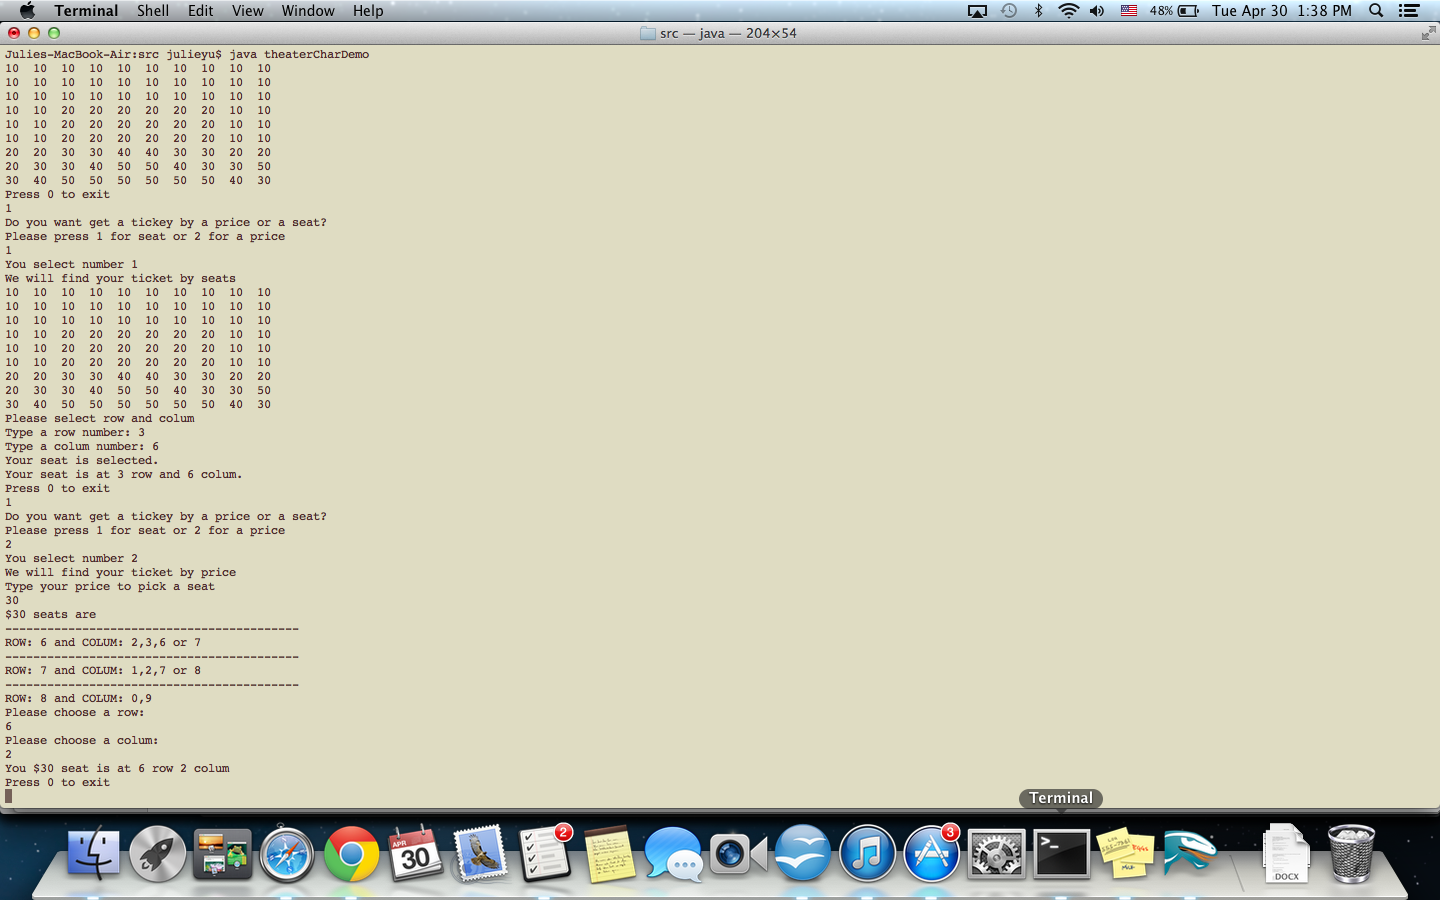 Terminal Shell Edit View Window Help 48% Tue Apr 30 1:38 PM
src — java — 204×54
Julies-MacBook-Air:src julieyu$ java theaterCharDemo
10 10 10 10 10 10 10 10 10 10
10 10 10 10 10 10 10 10 10 10
10 10 10 10 10 10 10 10 10 10
10 10 20 20 20 20 20 20 10 10
10 10 20 20 20 20 20 20 10 10
10 10 20 20 20 20 20 20 10 10
20 20 30 30 40 40 30 30 20 20
20 30 30 40 50 50 40 30 30 50
30 40 50 50 50 50 50 50 40 30
Press 0 to exit
1
Do you want get a tickey by a price or a seat?
Please press 1 for seat or 2 for a price
1
You select number 1
We will find your ticket by seats
10 10 10 10 10 10 10 10 10 10
10 10 10 10 10 10 10 10 10 10
10 10 10 10 10 10 10 10 10 10
10 10 20 20 20 20 20 20 10 10
10 10 20 20 20 20 20 20 10 10
10 10 20 20 20 20 20 20 10 10
20 20 30 30 40 40 30 30 20 20
20 30 30 40 50 50 40 30 30 50
30 40 50 50 50 50 50 50 40 30
Please select row and colum
Type a row number: 3
Type a colum number: 6
Your seat is selected.
Your seat is at 3 row and 6 colum.
Press 0 to exit
1
Do you want get a tickey by a price or a seat?
Please press 1 for seat or 2 for a price
2
You select number 2
We will find your ticket by price
Type your price to pick a seat
30
$30 seats are
------------------------------------------
ROW: 6 and COLUM: 2,3,6 or 7
------------------------------------------
ROW: 7 and COLUM: 1,2,7 or 8
------------------------------------------
ROW: 8 and COLUM: 0,9
Please choose a row:
6
Please choose a colum:
2
You $30 seat is at 6 row 2 colum
Press 0 to exit
Terminal
APR
30
2
3
>_
DOCX